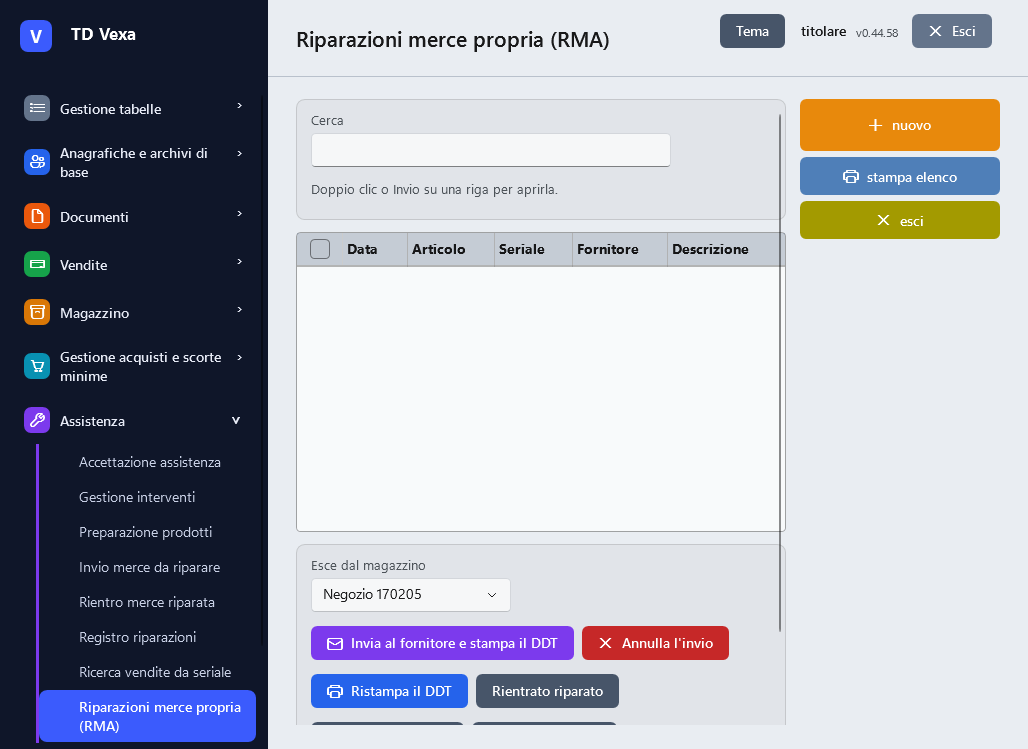 V
TD Vexa
Gestione tabelle
Anagrafiche e archivi di
base
Documenti
Vendite
Magazzino
Gestione acquisti e scorte
minime
Assistenza
Accettazione assistenza
Gestione interventi
Preparazione prodotti
Invio merce da riparare
Rientro merce riparata
Registro riparazioni
Ricerca vendite da seriale
Riparazioni merce propria
(RMA)
Riparazioni merce propria (RMA)
Tema
titolare v0.44.58
Esci
Cerca
Doppio clic o Invio su una riga per aprirla.
Data Articolo Seriale Fornitore Descrizione
Esce dal magazzino
Negozio 170205
Invia al fornitore e stampa il DDT
Annulla l'invio
Ristampa il DDT
Rientrato riparato
nuovo
stampa elenco
esci